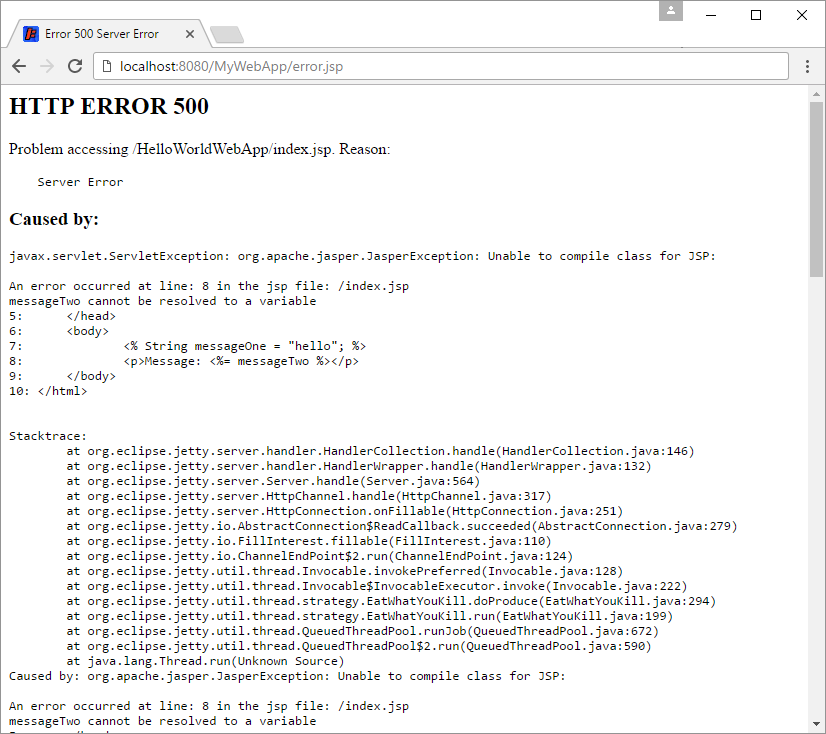 Error 500 Server Error
localhost:8080/MyWebApp/error.jsp
HTTP ERROR 500
Problem accessing /HelloWorldWebApp/index.jsp. Reason:
Server Error
Caused by:
javax.servlet.ServletException: org.apache.jasper.JasperException: Unable to compile class for JSP:
An error occurred at line: 8 in the jsp file: /index.jsp
messageTwo cannot be resolved to a variable
5:      </head>
6:      <body>
7:              <% String messageOne = "hello"; %>
8:              <p>Message: <%= messageTwo %></p>
9:      </body>
10: </html>
Stacktrace:
        at org.eclipse.jetty.server.handler.HandlerCollection.handle(HandlerCollection.java:146)
        at org.eclipse.jetty.server.handler.HandlerWrapper.handle(HandlerWrapper.java:132)
        at org.eclipse.jetty.server.Server.handle(Server.java:564)
        at org.eclipse.jetty.server.HttpChannel.handle(HttpChannel.java:317)
        at org.eclipse.jetty.server.HttpConnection.onFillable(HttpConnection.java:251)
        at org.eclipse.jetty.io.AbstractConnection$ReadCallback.succeeded(AbstractConnection.java:279)
        at org.eclipse.jetty.io.FillInterest.fillable(FillInterest.java:110)
        at org.eclipse.jetty.io.ChannelEndPoint$2.run(ChannelEndPoint.java:124)
        at org.eclipse.jetty.util.thread.Invocable.invokePreferred(Invocable.java:128)
        at org.eclipse.jetty.util.thread.Invocable$InvocableExecutor.invoke(Invocable.java:222)
        at org.eclipse.jetty.util.thread.strategy.EatWhatYouKill.doProduce(EatWhatYouKill.java:294)
        at org.eclipse.jetty.util.thread.strategy.EatWhatYouKill.run(EatWhatYouKill.java:199)
        at org.eclipse.jetty.util.thread.QueuedThreadPool.runJob(QueuedThreadPool.java:672)
        at org.eclipse.jetty.util.thread.QueuedThreadPool$2.run(QueuedThreadPool.java:590)
        at java.lang.Thread.run(Unknown Source)
Caused by: org.apache.jasper.JasperException: Unable to compile class for JSP:
An error occurred at line: 8 in the jsp file: /index.jsp
messageTwo cannot be resolved to a variable